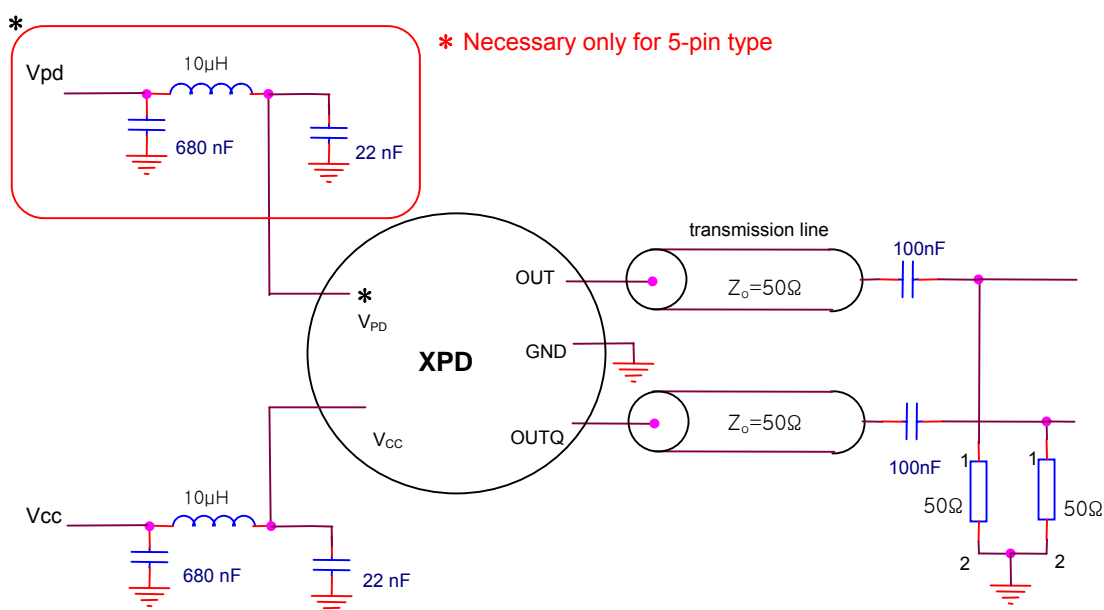 *
* Necessary only for 5-pin type
Vpd
10μH
680 nF
22 nF
transmission line
100nF
OUT
Zo=50Ω
*
VPD
GND
XPD
VCC
OUTQ
Zo=50Ω
100nF
1
1
50Ω
50Ω
2
2
Vcc
10μH
680 nF
22 nF